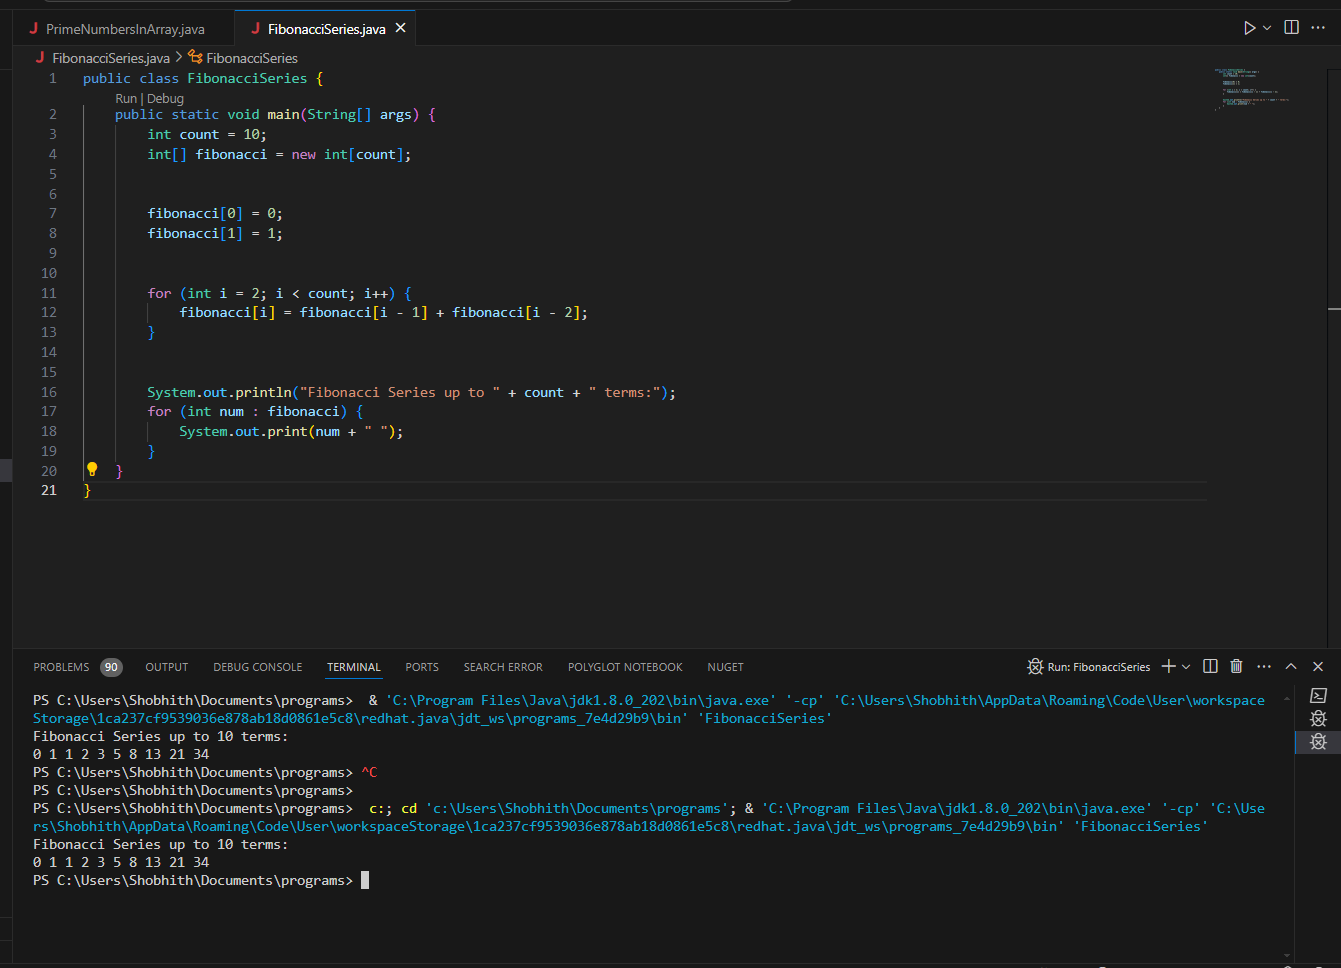 PrimeNumbersInArray.java
FibonacciSeries.java
FibonacciSeries.java > FibonacciSeries
1 public class FibonacciSeries {
Run | Debug
2 public static void main(String[] args) {
3 int count = 10;
4 int[] fibonacci = new int[count];
5
6
7 fibonacci[0] = 0;
8 fibonacci[1] = 1;
9
10
11 for (int i = 2; i < count; i++) {
12 fibonacci[i] = fibonacci[i - 1] + fibonacci[i - 2];
13 }
14
15
16 System.out.println("Fibonacci Series up to " + count + " terms:");
17 for (int num : fibonacci) {
18 System.out.print(num + " ");
19 }
20 }
21 }
PROBLEMS 90 OUTPUT DEBUG CONSOLE TERMINAL PORTS SEARCH ERROR POLYGLOT NOTEBOOK NUGET Run: FibonacciSeries
PS C:\Users\Shobhith\Documents\programs>  & 'C:\Program Files\Java\jdk1.8.0_202\bin\java.exe' '-cp' 'C:\Users\Shobhith\AppData\Roaming\Code\User\workspace
Storage\1ca237cf9539036e878ab18d0861e5c8\redhat.java\jdt_ws\programs_7e4d29b9\bin' 'FibonacciSeries'
Fibonacci Series up to 10 terms:
0 1 1 2 3 5 8 13 21 34
PS C:\Users\Shobhith\Documents\programs> ^C
PS C:\Users\Shobhith\Documents\programs>
PS C:\Users\Shobhith\Documents\programs>  c:; cd 'c:\Users\Shobhith\Documents\programs'; & 'C:\Program Files\Java\jdk1.8.0_202\bin\java.exe' '-cp' 'C:\Use
rs\Shobhith\AppData\Roaming\Code\User\workspaceStorage\1ca237cf9539036e878ab18d0861e5c8\redhat.java\jdt_ws\programs_7e4d29b9\bin' 'FibonacciSeries'
Fibonacci Series up to 10 terms:
0 1 1 2 3 5 8 13 21 34
PS C:\Users\Shobhith\Documents\programs>